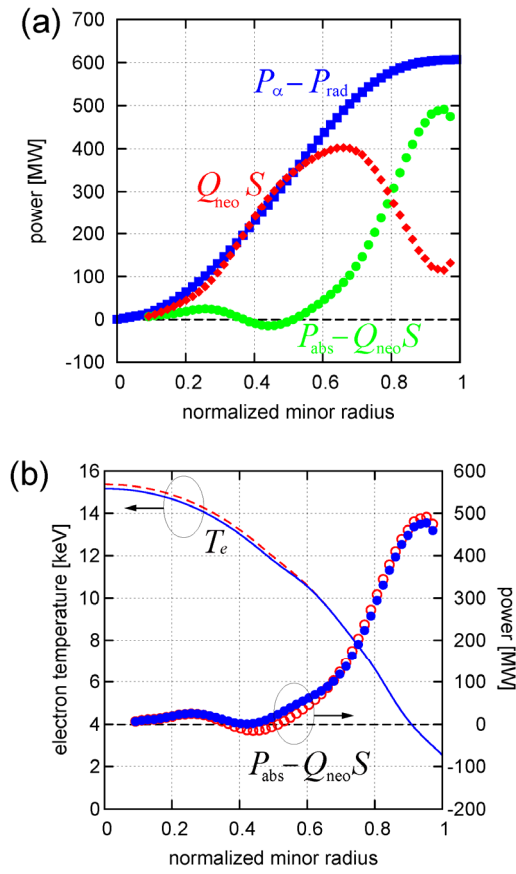 (a)
700
600
500
400
300
200
100
0
-100
power [MW]
Pα−Prad
Qneo S
Pabs−Qneo S
0 0.2 0.4 0.6 0.8 1
normalized minor radius
(b)
16
14
12
10
8
6
4
2
0
electron temperature [keV]
600
500
400
300
200
100
0
-100
-200
power [MW]
Te
Pabs−Qneo S
0 0.2 0.4 0.6 0.8 1
normalized minor radius